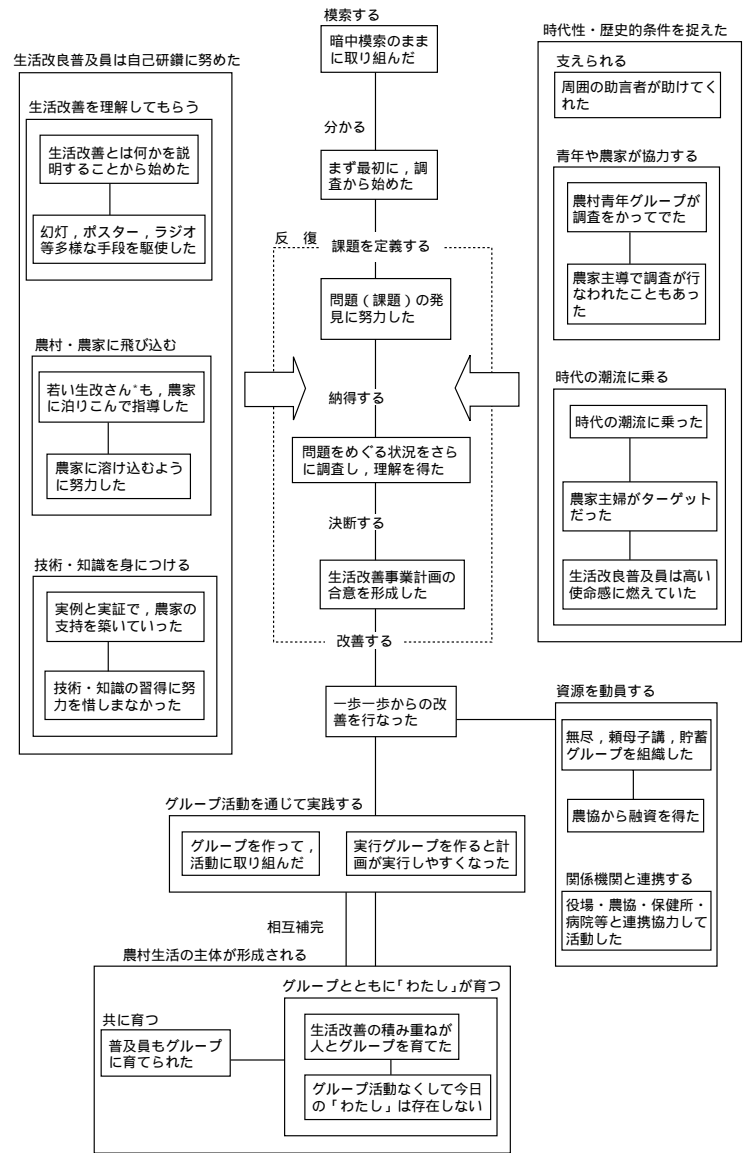 模索する
暗中模索のまま
に取り組んだ
分かる
まず最初に，調
査から始めた
反　復
課題を定義する
問題（課題）の発
見に努力した
納得する
問題をめぐる状況をさら
に調査し，理解を得た
決断する
生活改善事業計画の
合意を形成した
改善する
一歩一歩からの改
善を行なった
生活改良普及員は自己研鑽に努めた
生活改善を理解してもらう
生活改善とは何かを説
明することから始めた
幻灯，ポスター，ラジオ
等多様な手段を駆使した
農村・農家に飛び込む
若い生改さん*も，農家
に泊りこんで指導した
農家に溶け込むよう
に努力した
技術・知識を身につける
実例と実証で，農家の
支持を築いていった
技術・知識の習得に努
力を惜しまなかった
時代性・歴史的条件を捉えた
支えられる
周囲の助言者が助けてく
れた
青年や農家が協力する
農村青年グループが
調査をかってでた
農家主導で調査が行
なわれたこともあっ
た
時代の潮流に乗る
時代の潮流に乗った
農家主婦がターゲット
だった
生活改良普及員は高い
使命感に燃えていた
資源を動員する
無尽，頼母子講，貯蓄
グループを組織した
農協から融資を得た
関係機関と連携する
役場・農協・保健所・
病院等と連携協力して
活動した
グループ活動を通じて実践する
グループを作って，
活動に取り組んだ
実行グループを作ると計
画が実行しやすくなった
相互補完
農村生活の主体が形成される
共に育つ
普及員もグループ
に育てられた
グループとともに「わたし」が育つ
生活改善の積み重ねが
人とグループを育てた
グループ活動なくして今日
の「わたし」は存在しない